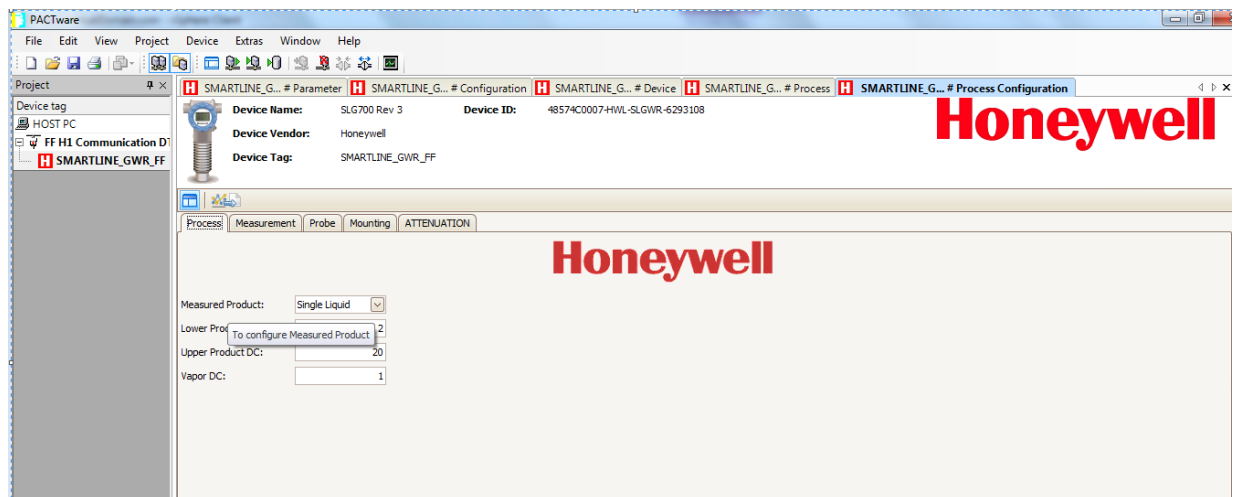 PACTware
File Edit View Project Device Extras Window Help
Project
SMARTLINE_G... # Parameter SMARTLINE_G... # Configuration SMARTLINE_G... # Device SMARTLINE_G... # Process SMARTLINE_G... # Process Configuration
Device tag
HOST PC
FF H1 Communication DT
SMARTLINE_GWR_FF
Device Name: SLG700 Rev 3 Device ID: 48574C0007-HWL-SLGWR-6293108
Device Vendor: Honeywell
Device Tag: SMARTLINE_GWR_FF
Honeywell
Process Measurement Probe Mounting ATTENUATION
Honeywell
Measured Product: Single Liquid
Lower Pro 2
To configure Measured Product
Upper Product DC: 20
Vapor DC: 1